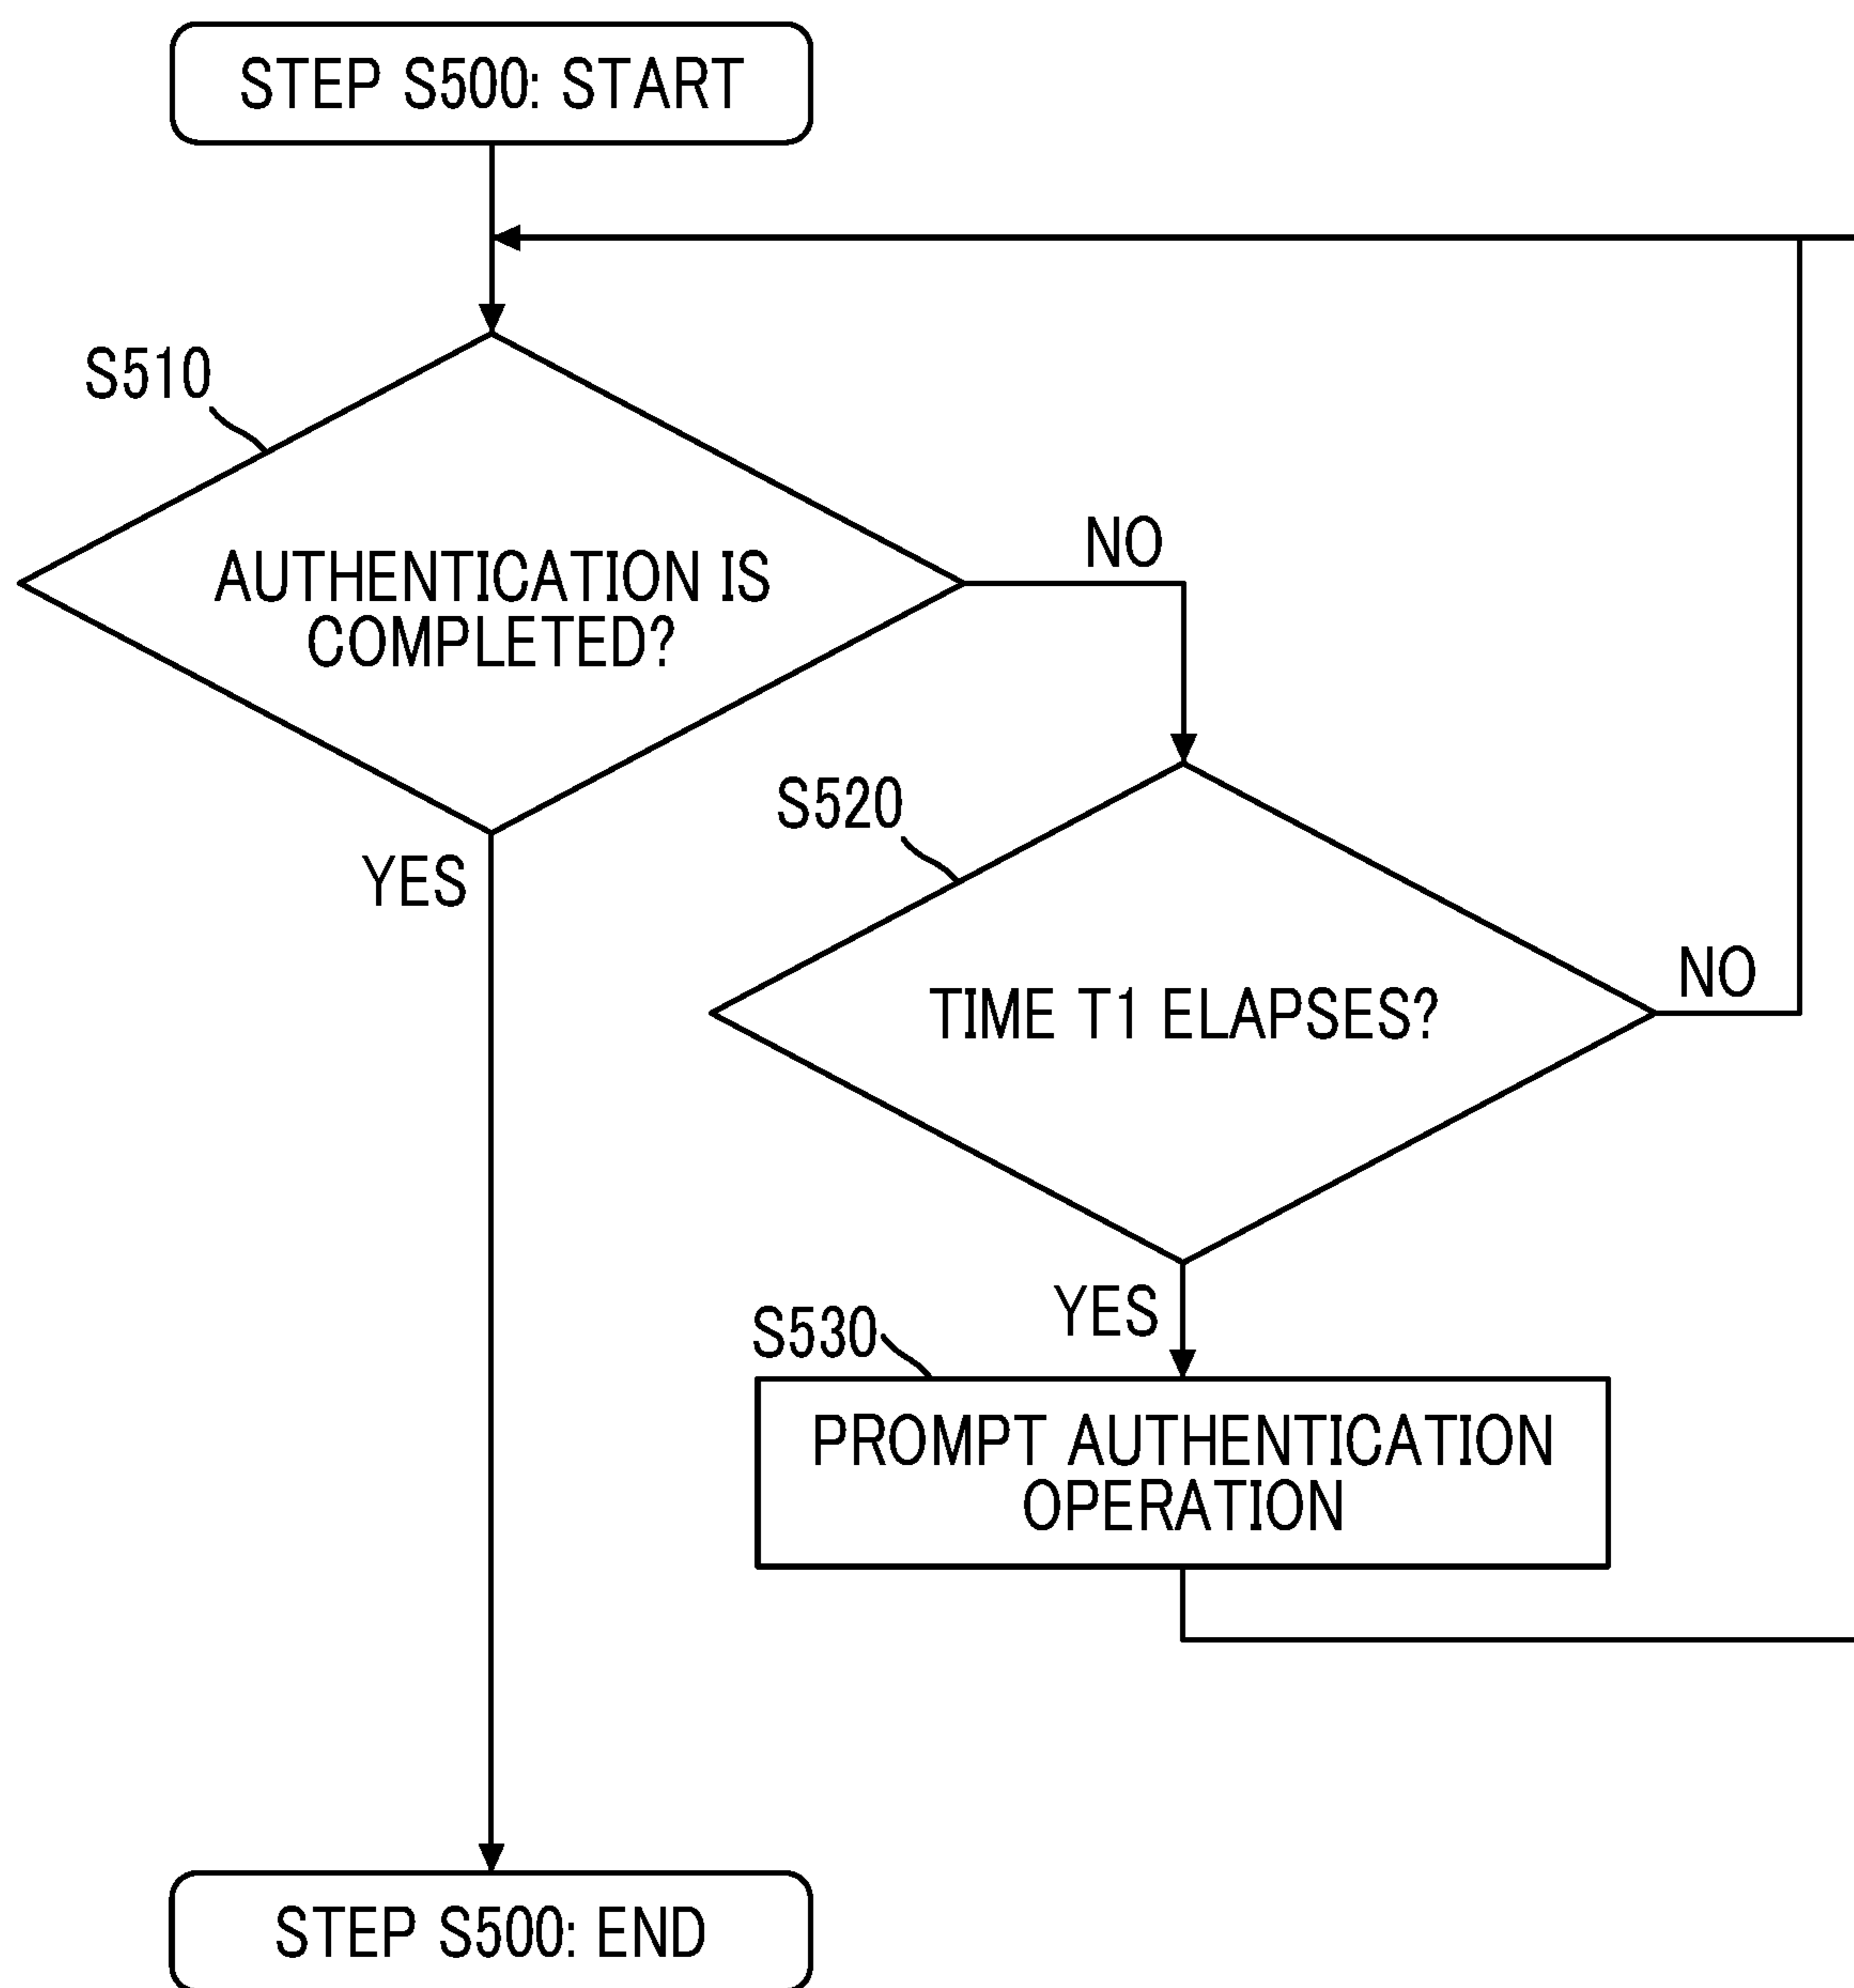 STEP S500: START
S510
AUTHENTICATION IS
COMPLETED?
NO
YES
S520
TIME T1 ELAPSES?
NO
YES
S530
PROMPT AUTHENTICATION
OPERATION
STEP S500: END